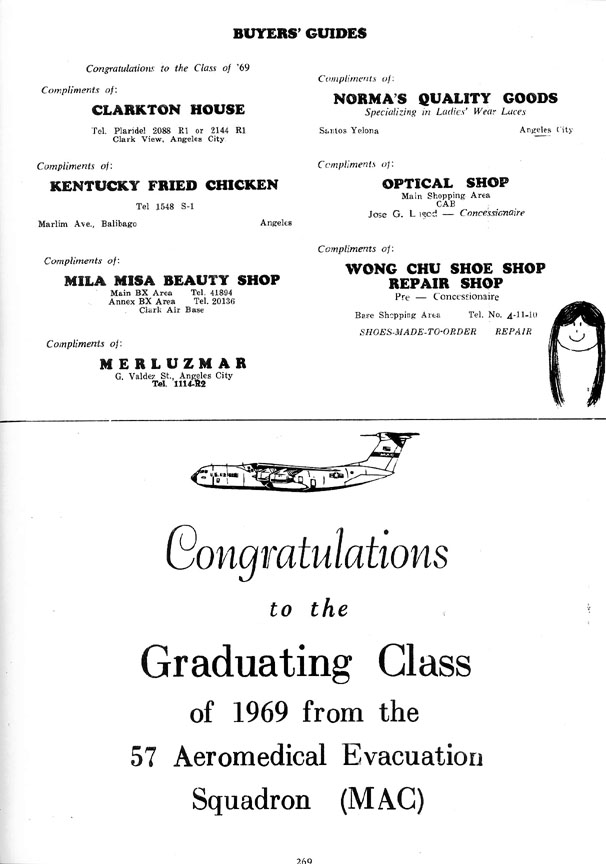 BUYERS' GUIDES
Congratulations to the Class of '69
Compliments of:
CLARKTON HOUSE
Tel. Plaridel 2088 R1 or 2144 R1
Clark View, Angeles City
Compliments of:
KENTUCKY FRIED CHICKEN
Tel 1548 S-1
Marlim Ave., Balibago Angeles
Compliments of:
MILA MISA BEAUTY SHOP
Main BX Area Tel. 41894
Annex BX Area Tel. 20136
Clark Air Base
Compliments of:
MERLUZMAR
G. Valdez St., Angeles City
Tel. 1114-R2
Compliments of:
NORMA'S QUALITY GOODS
Specializing in Ladies' Wear Laces
Santos Yelona Angeles City
Compliments of:
OPTICAL SHOP
Main Shopping Area
CAB
Jose G. — Concessionaire
Compliments of:
WONG CHU SHOE SHOP
REPAIR SHOP
Pre — Concessionaire
Base Shopping Area Tel. No. 4-11-10
SHOES-MADE-TO-ORDER REPAIR
Congratulations
to the
Graduating Class
of 1969 from the
57 Aeromedical Evacuation
Squadron (MAC)
269